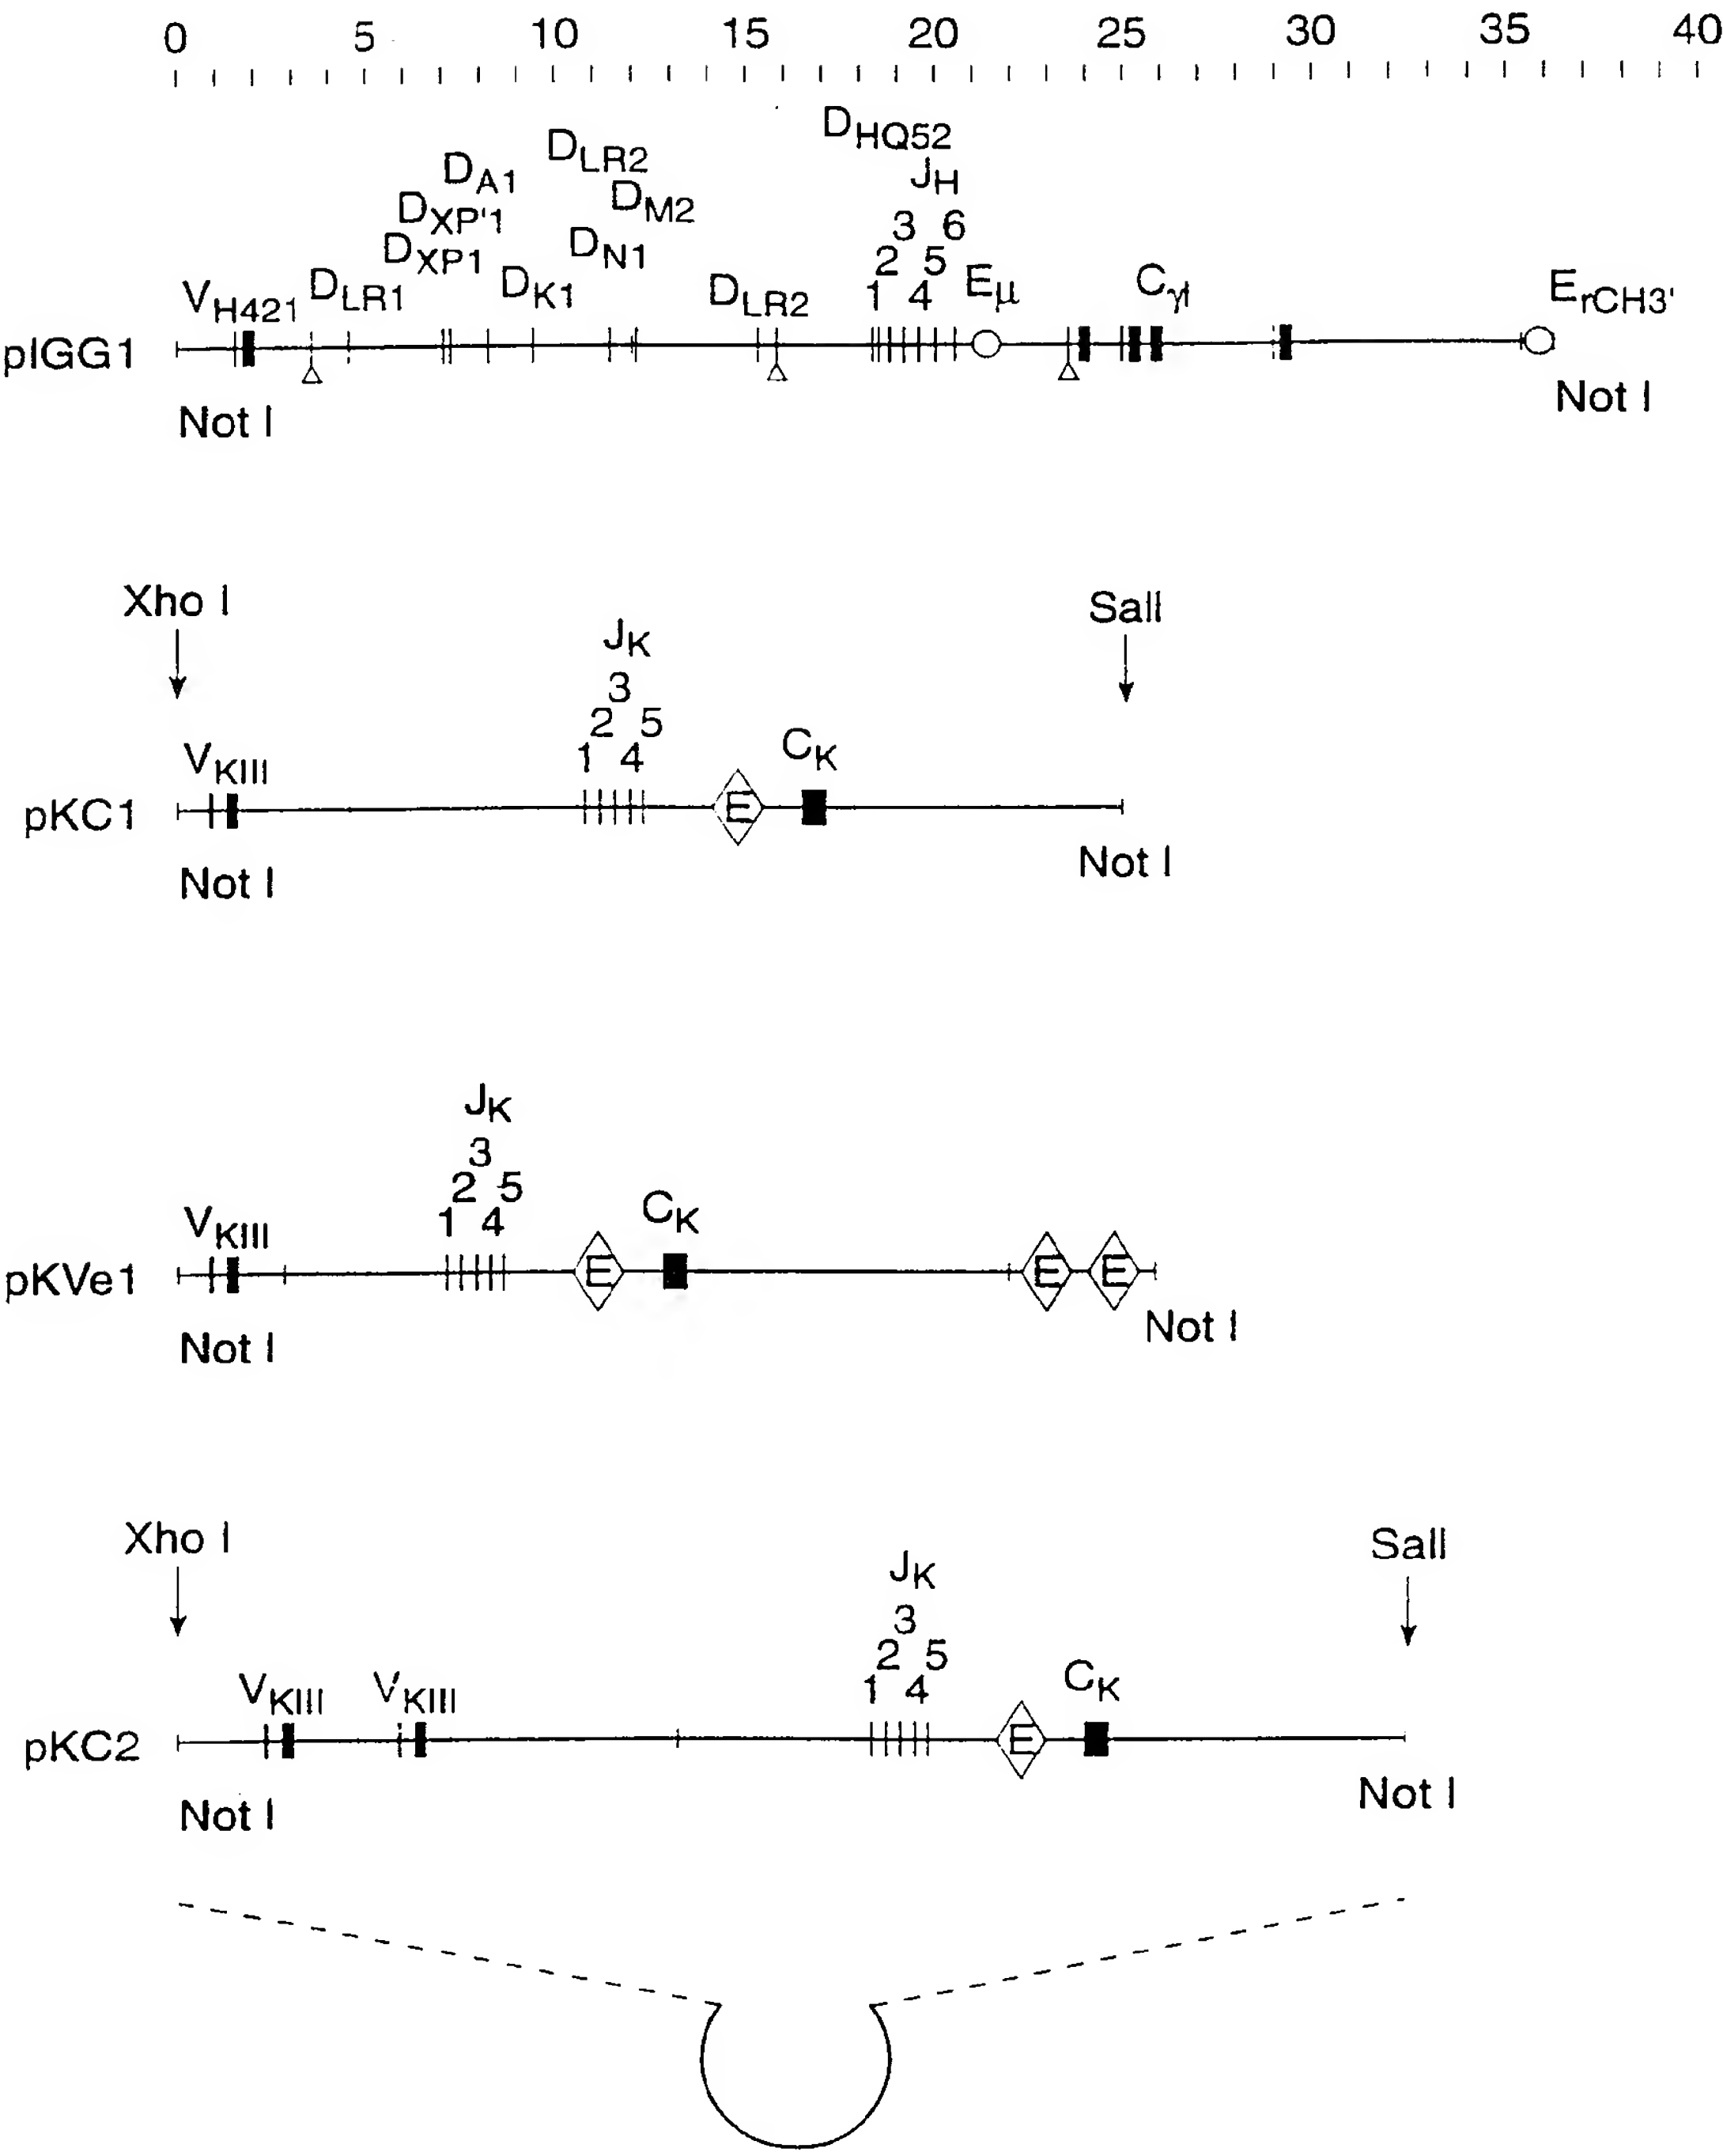 0 5 10 15 20 25 30 35 40
DHQ52
DLR2
DA1
JH
DM2
DXP'1
3 6
DN1
DXP1
2 5
VH421 DLR1 DK1 DLR2 1 4 Eμ CγI ErCH3'
pIGG1
Not I Not I
Xho I SalI
JK
3
2 5
VKIII 1 4 CK
pKC1 E
Not I Not I
JK
3
2 5
VKIII 1 4 CK
pKVe1 E E E
Not I Not I
Xho I SalI
JK
3
2 5
VKIII VKIII 1 4 CK
pKC2 E
Not I Not I